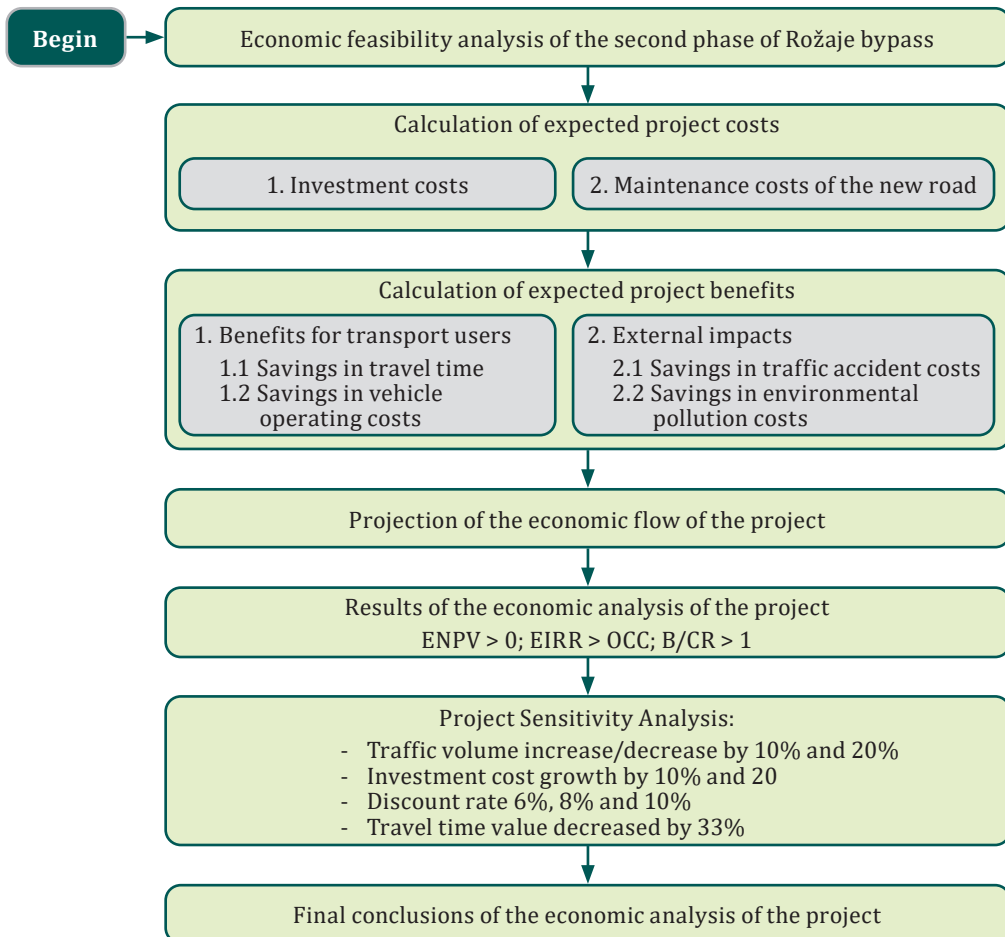 Begin
Economic feasibility analysis of the second phase of Rožaje bypass
Calculation of expected project costs
1. Investment costs
2. Maintenance costs of the new road
Calculation of expected project benefits
1. Benefits for transport users
1.1 Savings in travel time
1.2 Savings in vehicle
operating costs
2. External impacts
2.1 Savings in traffic accident costs
2.2 Savings in environmental
pollution costs
Projection of the economic flow of the project
Results of the economic analysis of the project
ENPV > 0; EIRR > OCC; B/CR > 1
Project Sensitivity Analysis:
- Traffic volume increase/decrease by 10% and 20%
- Investment cost growth by 10% and 20
- Discount rate 6%, 8% and 10%
- Travel time value decreased by 33%
Final conclusions of the economic analysis of the project